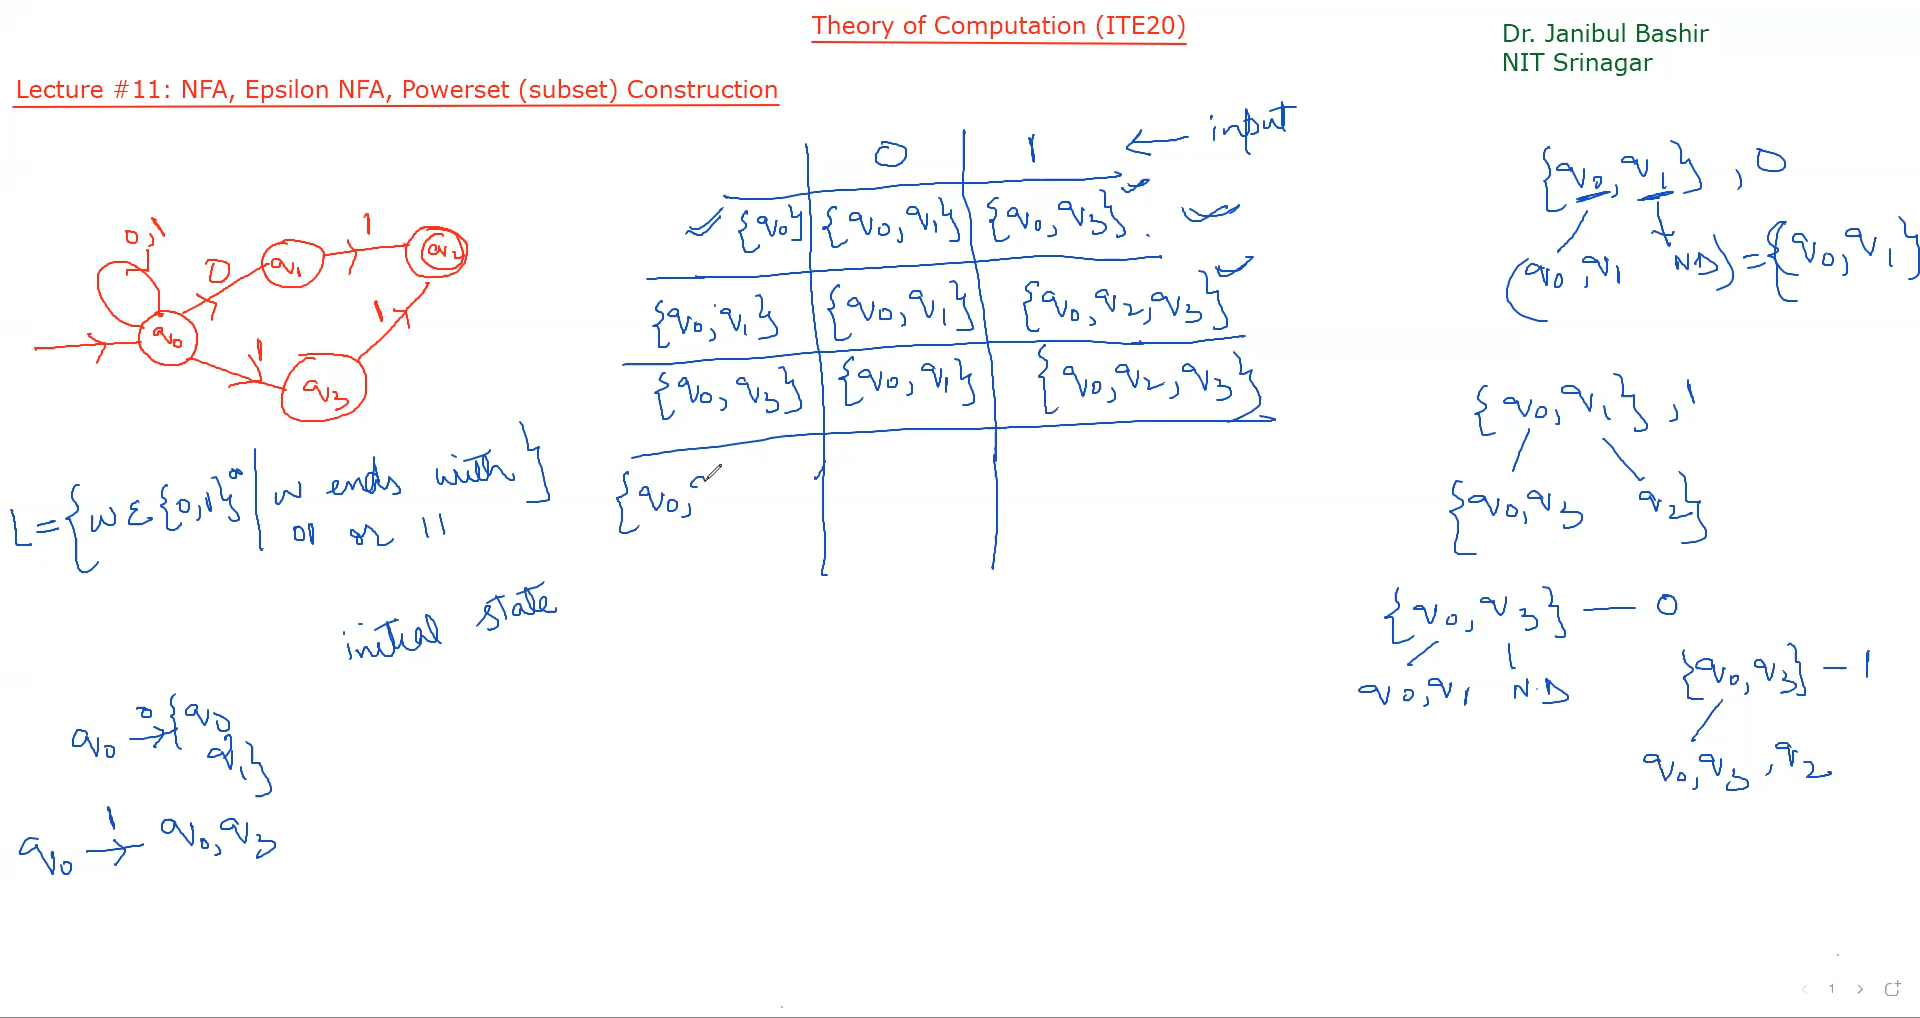 Theory of Computation (ITE20)
Dr. Janibul Bashir
NIT Srinagar
Lecture #11: NFA, Epsilon NFA, Powerset (subset) Construction
0,1
0
1
1
1
q0
q1
q2
q3
L = {w ε {0,1}* | w ends with
01 or 11}
initial state
q0 →0 {q0
q1}
q0 →1 q0, q3
0 1 ← input
{q0} {q0, q1} {q0, q3}
{q0, q1} {q0, q1} {q0, q2, q3}
{q0, q3} {q0, q1} {q0, q2, q3}
{q0,
{q0, q1}, 0
(q0, q1 ND) = {q0, q1}
{q0, q1}, 1
{q0, q3 q2}
{q0, q3} — 0
q0, q1 N.D
{q0, q3} — 1
q0, q3, q2
1